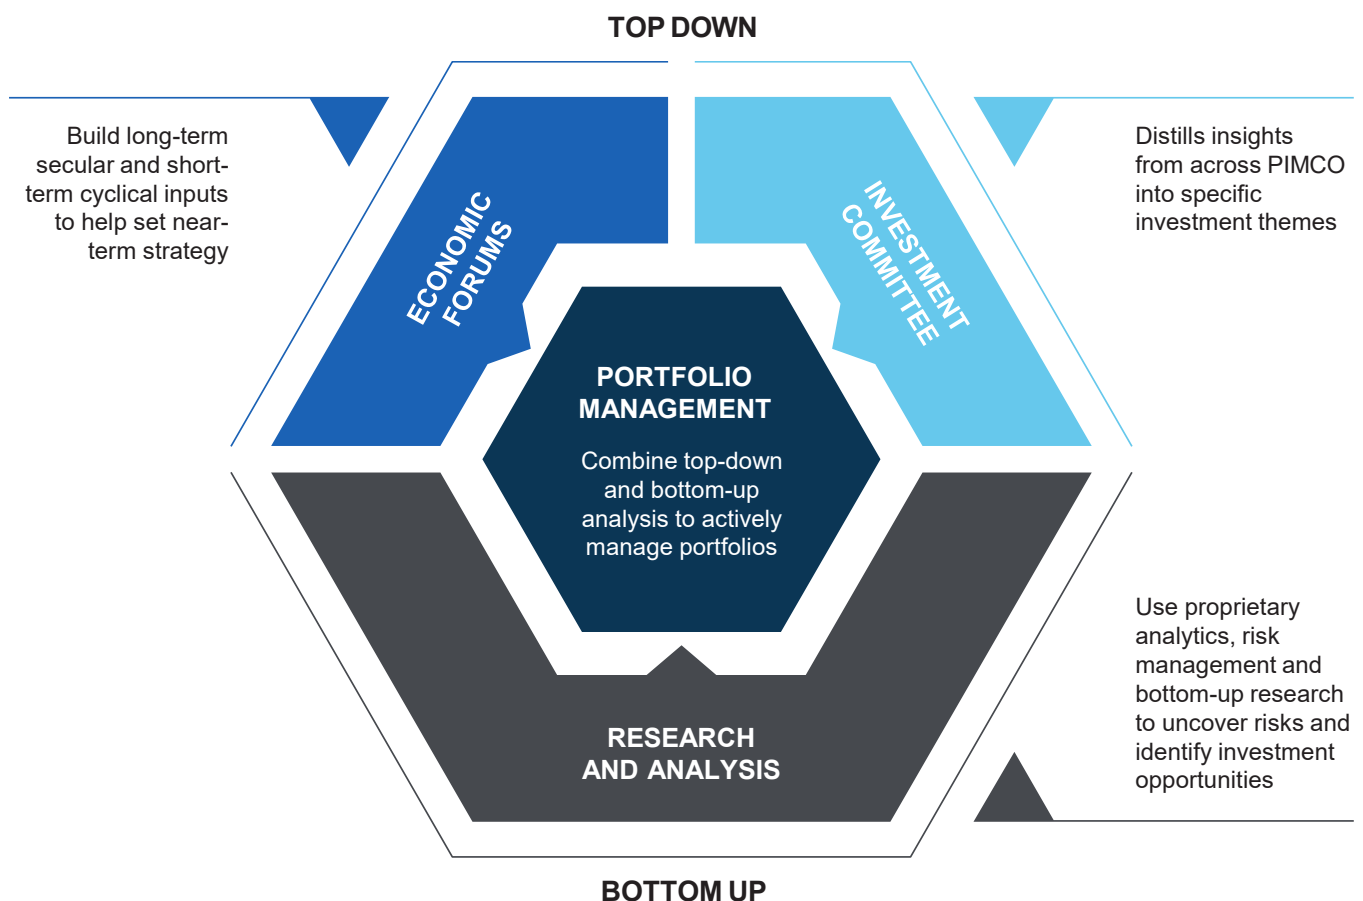 TOP DOWN
Build long-term
secular and short-
term cyclical inputs
to help set near-
term strategy
ECONOMIC
FORUMS
INVESTMENT
COMMITTEE
Distills insights
from across PIMCO
into specific
investment themes
PORTFOLIO
MANAGEMENT
Combine top-down
and bottom-up
analysis to actively
manage portfolios
RESEARCH
AND ANALYSIS
Use proprietary
analytics, risk
management and
bottom-up research
to uncover risks and
identify investment
opportunities
BOTTOM UP